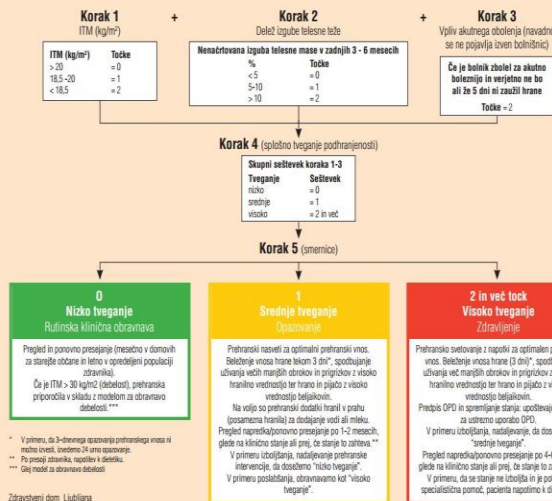 Korak 1
+
Korak 2
+
Korak 3
ITM (kg/m²)
Delež izgube telesne teže
Vpliv akutnega obolenja (navadno
se ne pojavlja izven bolnišnic)
ITM (kg/m²) Točke
> 20 = 0
18,5 -20 = 1
< 18,5 = 2
Nenačrtovana izguba telesne mase v zadnjih 3 - 6 mesecih
% Točke
< 5 = 0
5-10 = 1
> 10 = 2
Če je bolnik zbolel za akutno
boleznijo in verjetno ne bo
ali že 5 dni ni zaužil hrane
Točke = 2
Korak 4 (splošno tveganje podhranjenosti)
Skupni seštevek koraka 1-3
Tveganje Seštevek
nizko = 0
srednje = 1
visoko = 2 in več
Korak 5 (smernice)
0
Nizko tveganje
Rutinska klinična obravnava
Pregled in ponovno presejanje (mesečno v domovih
za starejše občane in letno v opredeljeni populaciji
zdravnika).
Če je ITM > 30 kg/m2 (debelost), prehranska
priporočila v skladu z modelom za obravnavo
debelosti.***
1
Srednje tveganje
Opazovanje
Prehranski nasveti za optimalni prehranski vnos.
Beleženje vnosa hrane tekom 3 dni*, spodbujanje
uživanja večih manjših obrokov in prigrizkov z visoko
hranilno vrednostjo ter hrano in pijačo z visoko
vrednostjo beljakovin.
Na voljo so prehranski dodatki hranil v prahu
(posamezna hranila) za dodajanje vodi ali mleku.
Pregled napredka/ponovno presejanje po 1-2 mesecih,
glede na klinično stanje ali prej, če stanje to zahteva.**
V primeru izboljšanja, nadaljevanje prehranske
intervencije, da dosežemo "nizko tveganje".
V primeru poslabšanja, obravnavamo kot "visoko
tveganje".
2 in več tock
Visoko tveganje
Zdravljenje
Prehransko svetovanje z napotki za optimalen p
vnos. Beleženje vnosa hrane (3 dni)*, spodb
uživanja več manjših obrokov in prigrizkov z
hranilno vrednostjo ter hrano in pijačo z vi
vrednostjo beljakovin.
Predpis OPD in spremljanje stanja: upoštevaje
za ustrezno uporabo OPD.
V primeru izboljšanja, nadaljevanje, da dose
"srednje tveganje".
Pregled napredka/ponovno presejanje po 4-6
glede na klinično stanje ali prej, če stanje to za
V primeru, da se stanje ne izboljša in je po
specialistična pomoč, pacienta napotimo k di
* V primeru, da 3-dnevnega opazovanja prehranskega vnosa ni
možno izvesti, izvedemo 24 urno opazovanje.
** Po presoji zdravnika, napotitev k dietetiku.
*** Glej model za obravnavo debelosti
Zdravstveni dom Ljubljana